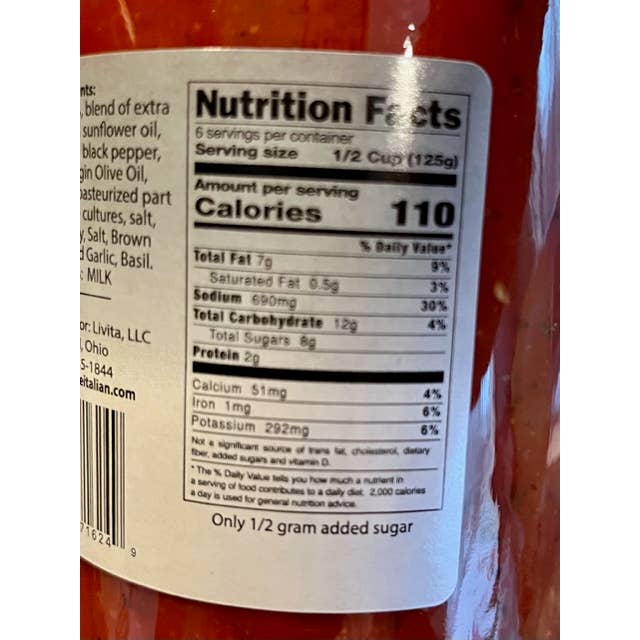 nts:
, blend of extra
sunflower oil,
black pepper,
gin Olive Oil,
pasteurized part
cultures, salt,
y, Salt, Brown
d Garlic, Basil.
: MILK
or: Livita, LLC
, Ohio
5-1844
eitalian.com
71624 9
Nutrition Facts
6 servings per container
Serving size 1/2 Cup (125g)
Amount per serving
Calories 110
% Daily Value*
Total Fat 7g 9%
Saturated Fat 0.5g 3%
Sodium 690mg 30%
Total Carbohydrate 12g 4%
Total Sugars 8g
Protein 2g
Calcium 51mg 4%
Iron 1mg 6%
Potassium 292mg 6%
Not a significant source of trans fat, cholesterol, dietary
fiber, added sugars and vitamin D.
* The % Daily Value tells you how much a nutrient in
a serving of food contributes to a daily diet. 2,000 calories
a day is used for general nutrition advice.
Only 1/2 gram added sugar